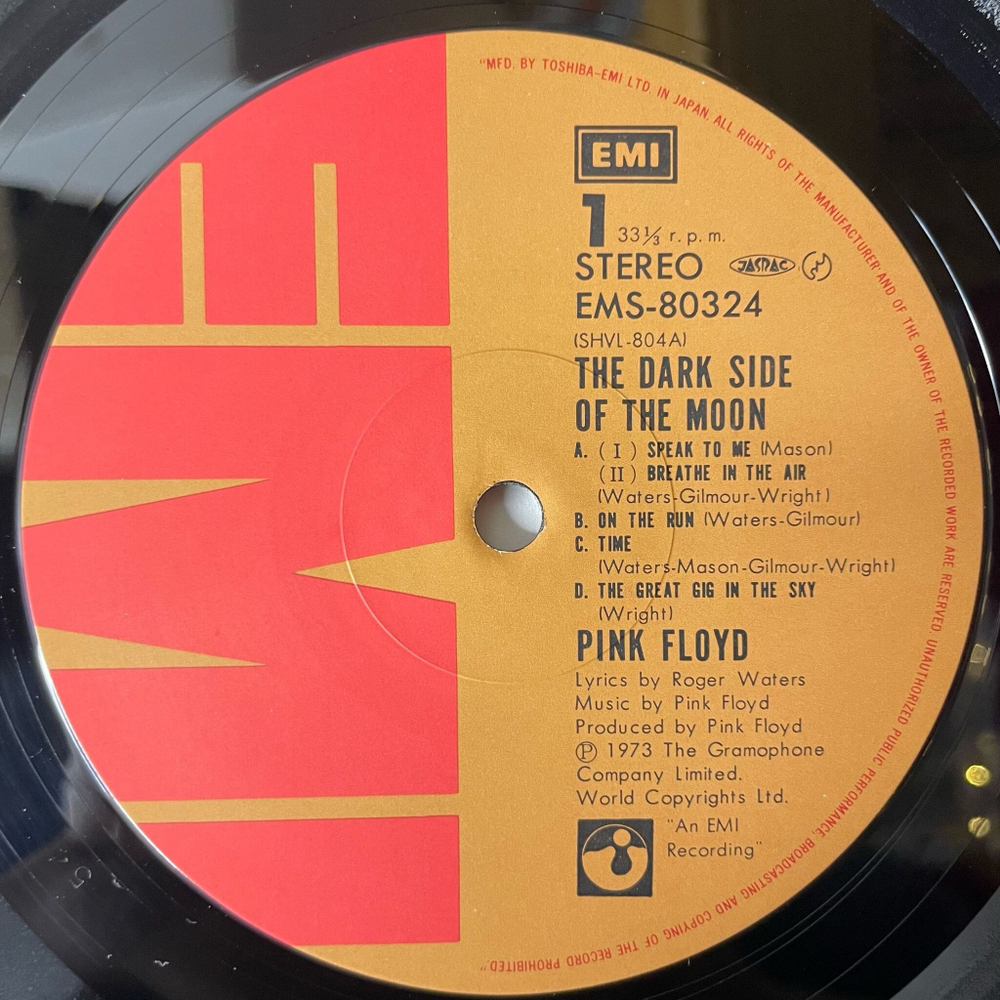 "MFD. BY TOSHIBA-EMI LTD. IN JAPAN. ALL RIGHTS OF THE MANUFACTURER AND OF THE OWNER OF THE RECORDED WORK ARE RESERVED. UNAUTHORIZED PUBLIC PERFORMANCE BROADCASTING AND COPYING OF THE RECORD PROHIBITED."
EMI
EMI
1 33⅓ r.p.m.
STEREO JASRAC
EMS-80324
(SHVL-804A)
THE DARK SIDE
OF THE MOON
A. (I) SPEAK TO ME (Mason)
(II) BREATHE IN THE AIR
(Waters-Gilmour-Wright)
B. ON THE RUN (Waters-Gilmour)
C. TIME
(Waters-Mason-Gilmour-Wright)
D. THE GREAT GIG IN THE SKY
(Wright)
PINK FLOYD
Lyrics by Roger Waters
Music by Pink Floyd
Produced by Pink Floyd
℗ 1973 The Gramophone
Company Limited.
World Copyrights Ltd.
"An EMI
Recording"